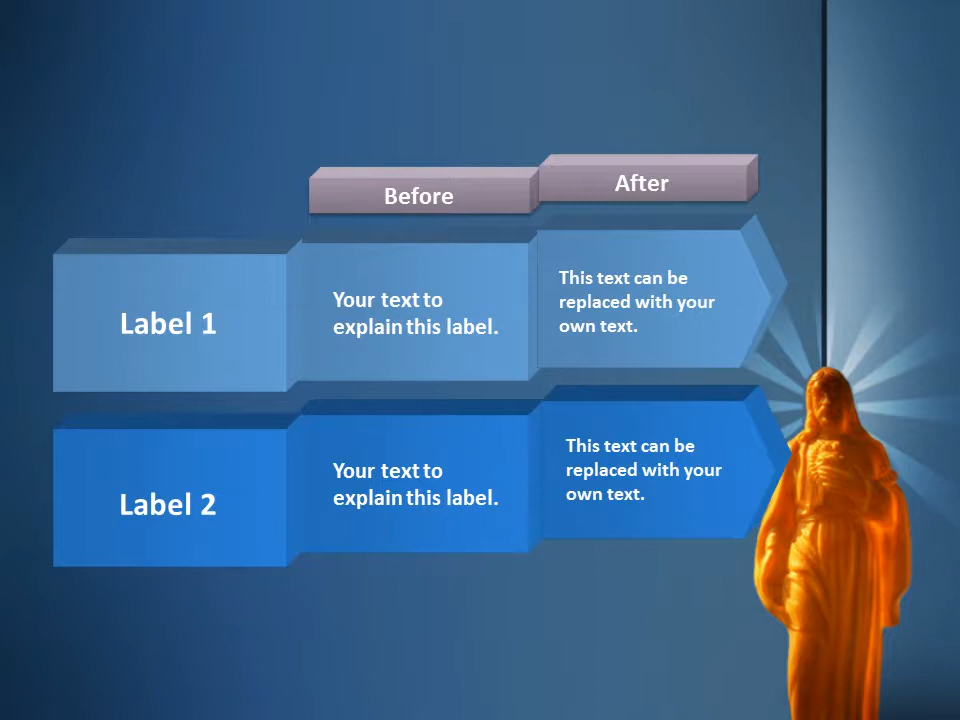 Before
After
Label 1
Your text to
explain this label.
This text can be
replaced with your
own text.
Label 2
Your text to
explain this label.
This text can be
replaced with your
own text.